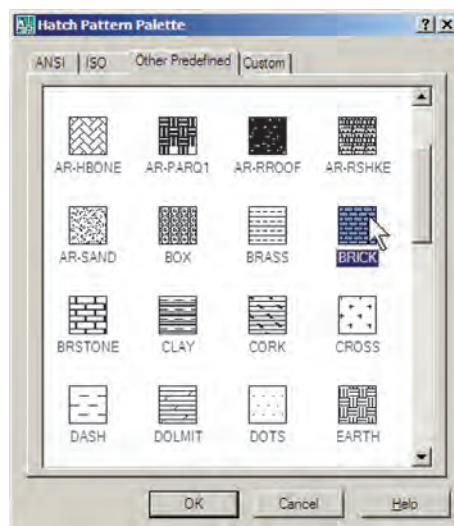 Hatch Pattern Palette
ANSI ISO Other Predefined Custom
AR-HBONE AR-PARQ1 AR-RROOF AR-RSHKE
AR-SAND BOX BRASS BRICK
BRSTONE CLAY CORK CROSS
DASH DOLMIT DOTS EARTH
OK Cancel Help